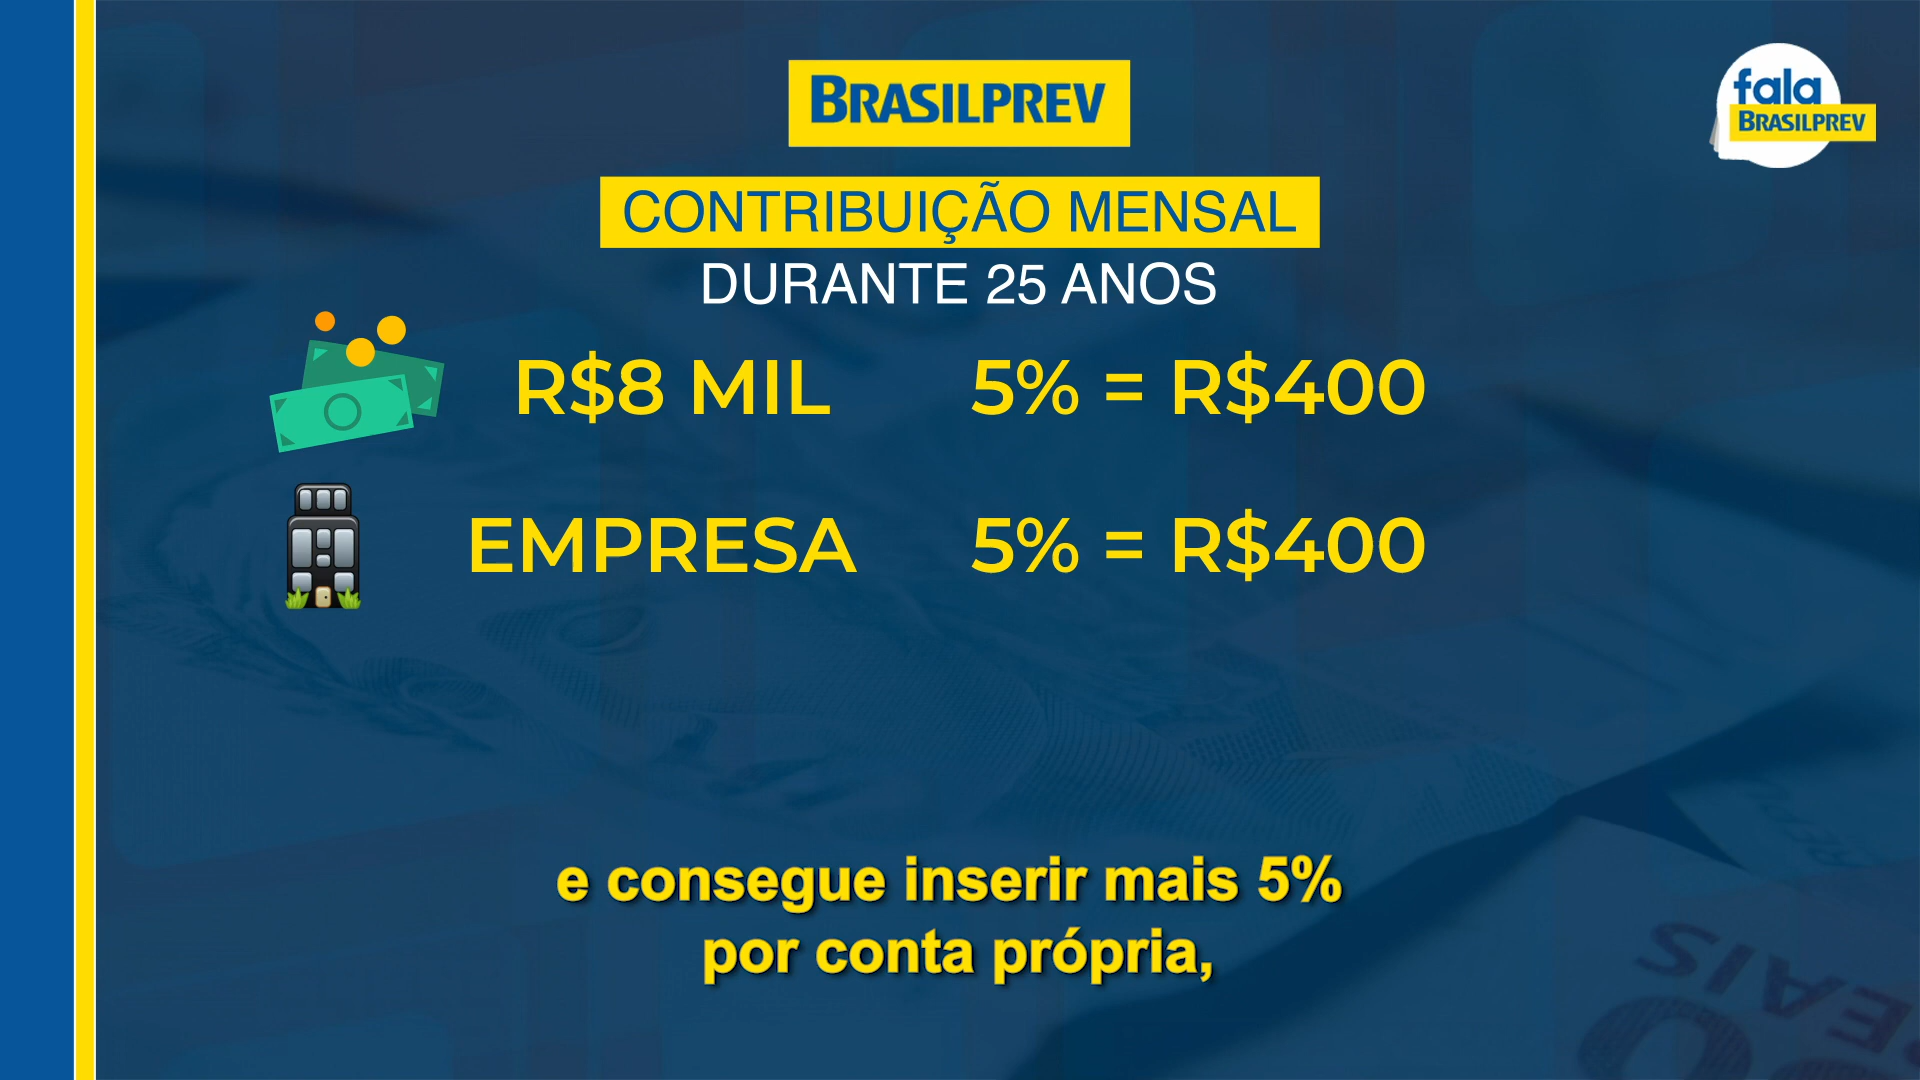 BRASILPREV
fala
BRASILPREV
CONTRIBUIÇÃO MENSAL
DURANTE 25 ANOS
R$8 MIL 5% = R$400
EMPRESA 5% = R$400
e consegue inserir mais 5%
por conta própria,
REAIS